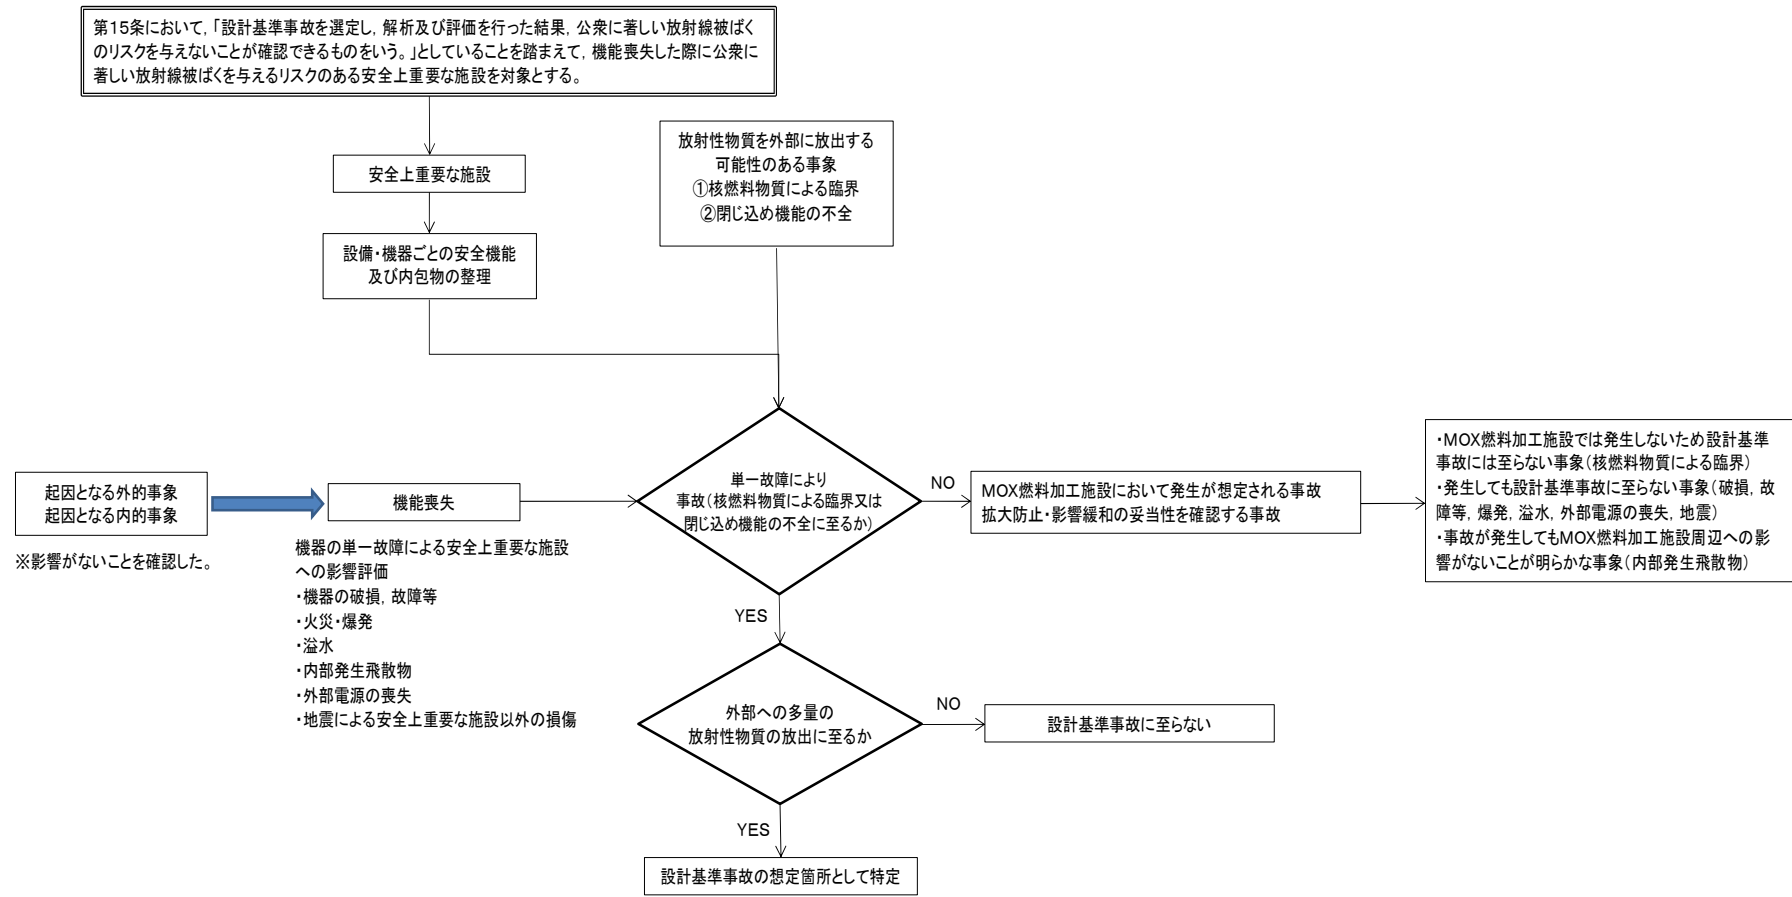 第15条において，「設計基準事故を選定し，解析及び評価を行った結果，公衆に著しい放射線被ばく
のリスクを与えないことが確認できるものをいう。」としていることを踏まえて，機能喪失した際に公衆に
著しい放射線被ばくを与えるリスクのある安全上重要な施設を対象とする。
安全上重要な施設
設備・機器ごとの安全機能
及び内包物の整理
放射性物質を外部に放出する
可能性のある事象
①核燃料物質による臨界
②閉じ込め機能の不全
起因となる外的事象
起因となる内的事象
※影響がないことを確認した。
機能喪失
機器の単一故障による安全上重要な施設
への影響評価
・機器の破損，故障等
・火災・爆発
・溢水
・内部発生飛散物
・外部電源の喪失
・地震による安全上重要な施設以外の損傷
単一故障により
事故（核燃料物質による臨界又は
閉じ込め機能の不全に至るか）
NO
MOX燃料加工施設において発生が想定される事故
拡大防止・影響緩和の妥当性を確認する事故
・MOX燃料加工施設では発生しないため設計基準
事故には至らない事象（核燃料物質による臨界）
・発生しても設計基準事故に至らない事象（破損，故
障等，爆発，溢水，外部電源の喪失，地震）
・事故が発生してもMOX燃料加工施設周辺への影
響がないことが明らかな事象（内部発生飛散物）
YES
外部への多量の
放射性物質の放出に至るか
NO
設計基準事故に至らない
YES
設計基準事故の想定箇所として特定